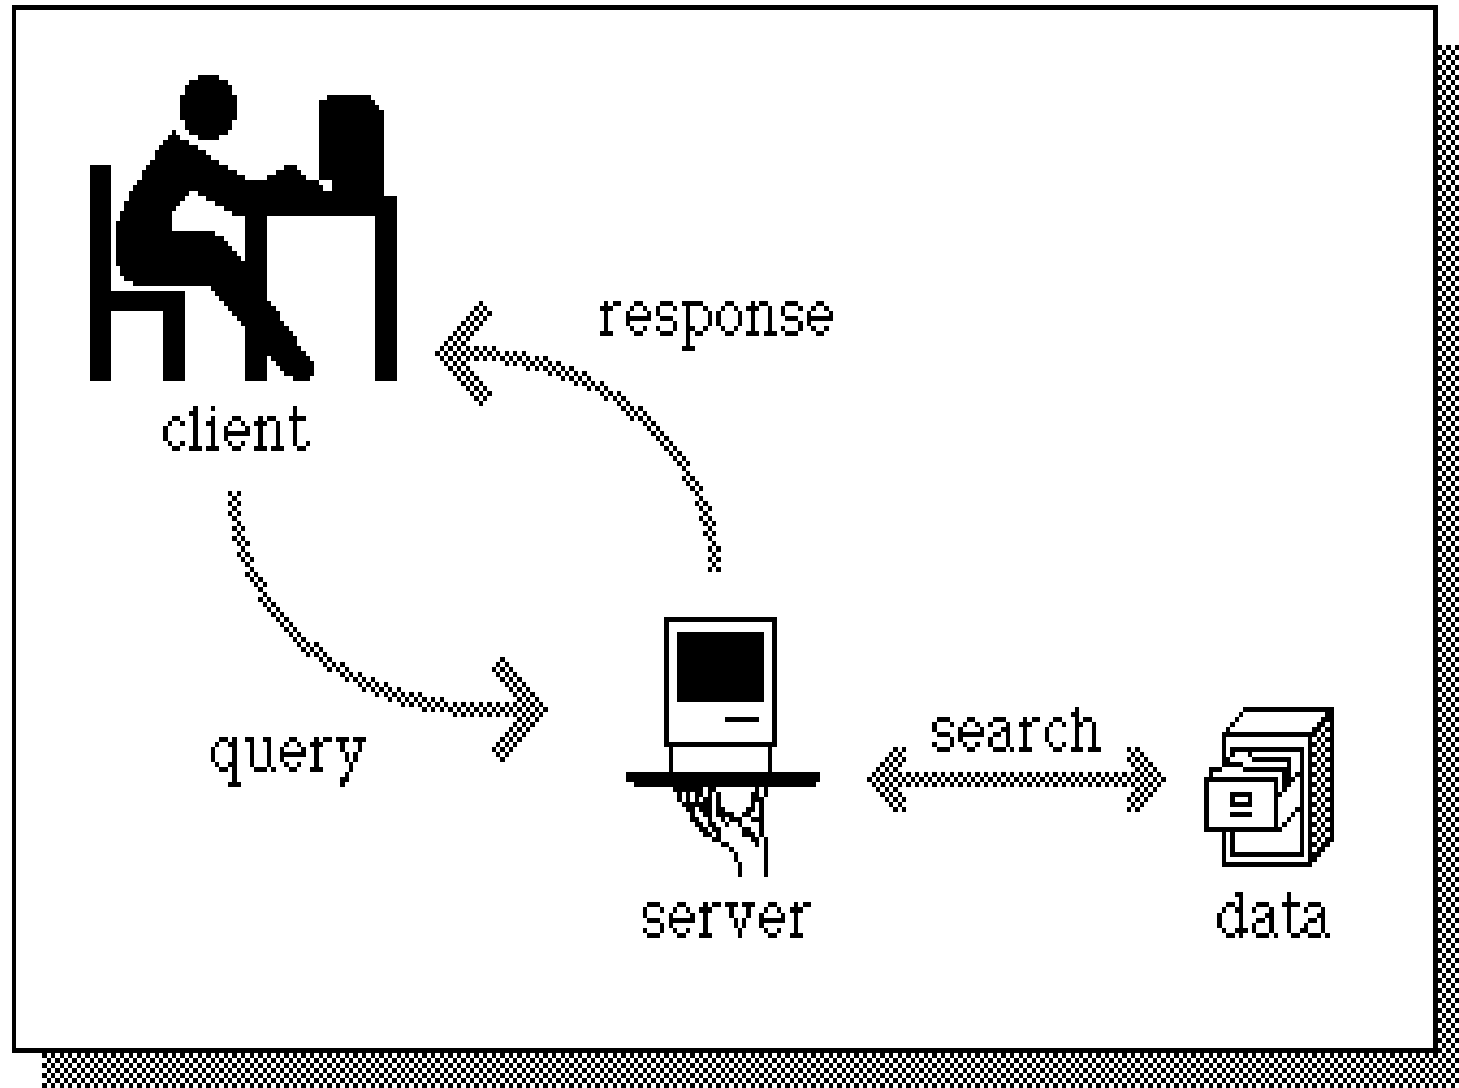 response
client
query
search
server
data